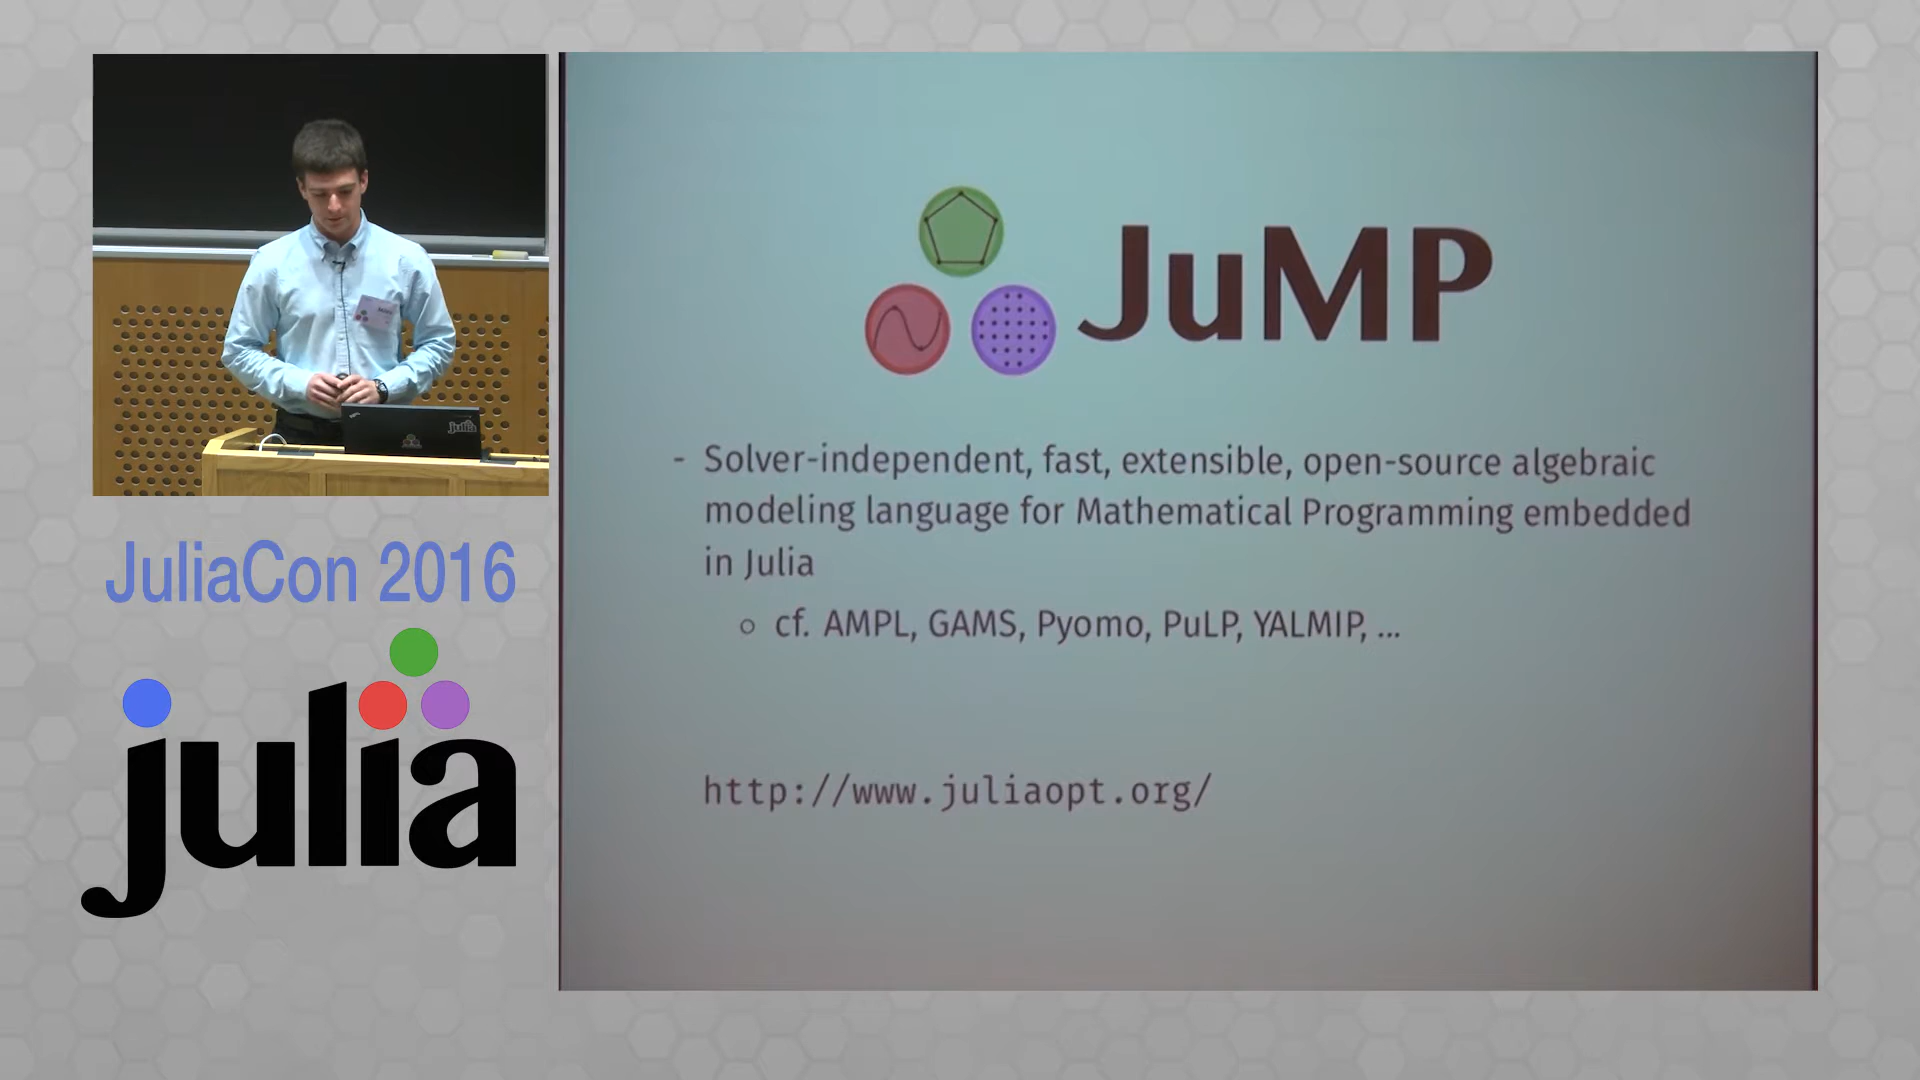 JuMP
- Solver-independent, fast, extensible, open-source algebraic
modeling language for Mathematical Programming embedded
in Julia
○ cf. AMPL, GAMS, Pyomo, PuLP, YALMIP, ...
http://www.juliaopt.org/
julia
JuliaCon 2016
julia